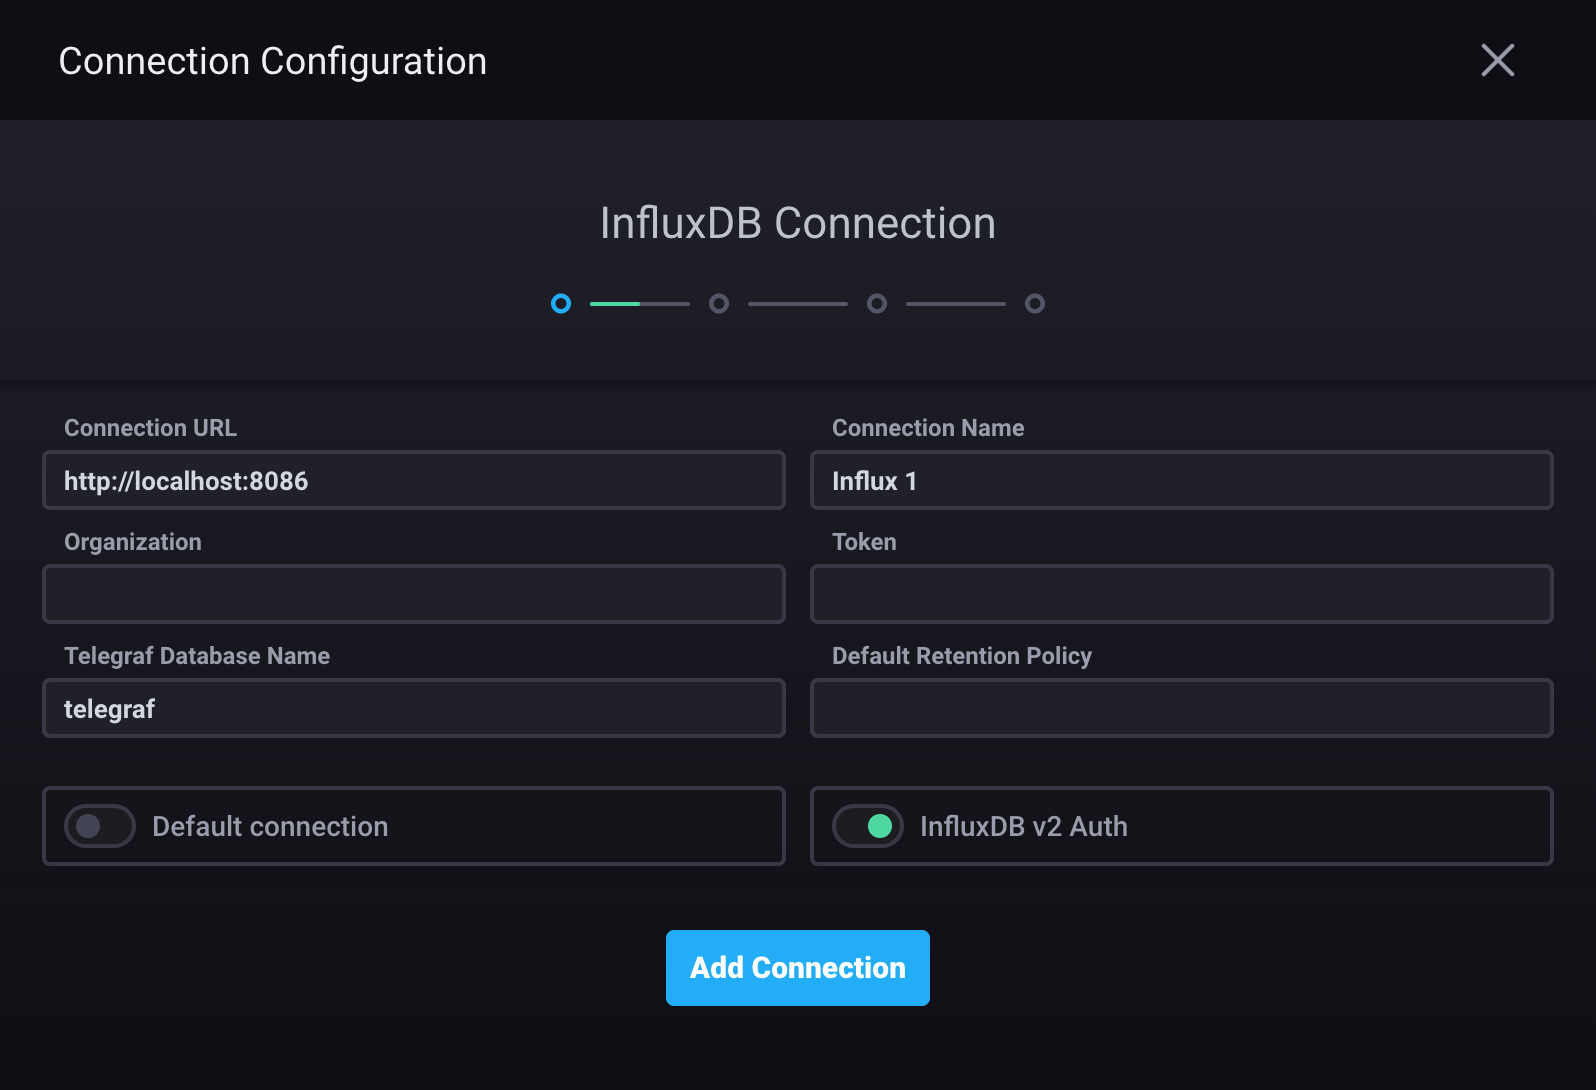 Connection Configuration
InfluxDB Connection
Connection URL
http://localhost:8086
Connection Name
Influx 1
Organization
Token
Telegraf Database Name
telegraf
Default Retention Policy
Default connection
InfluxDB v2 Auth
Add Connection